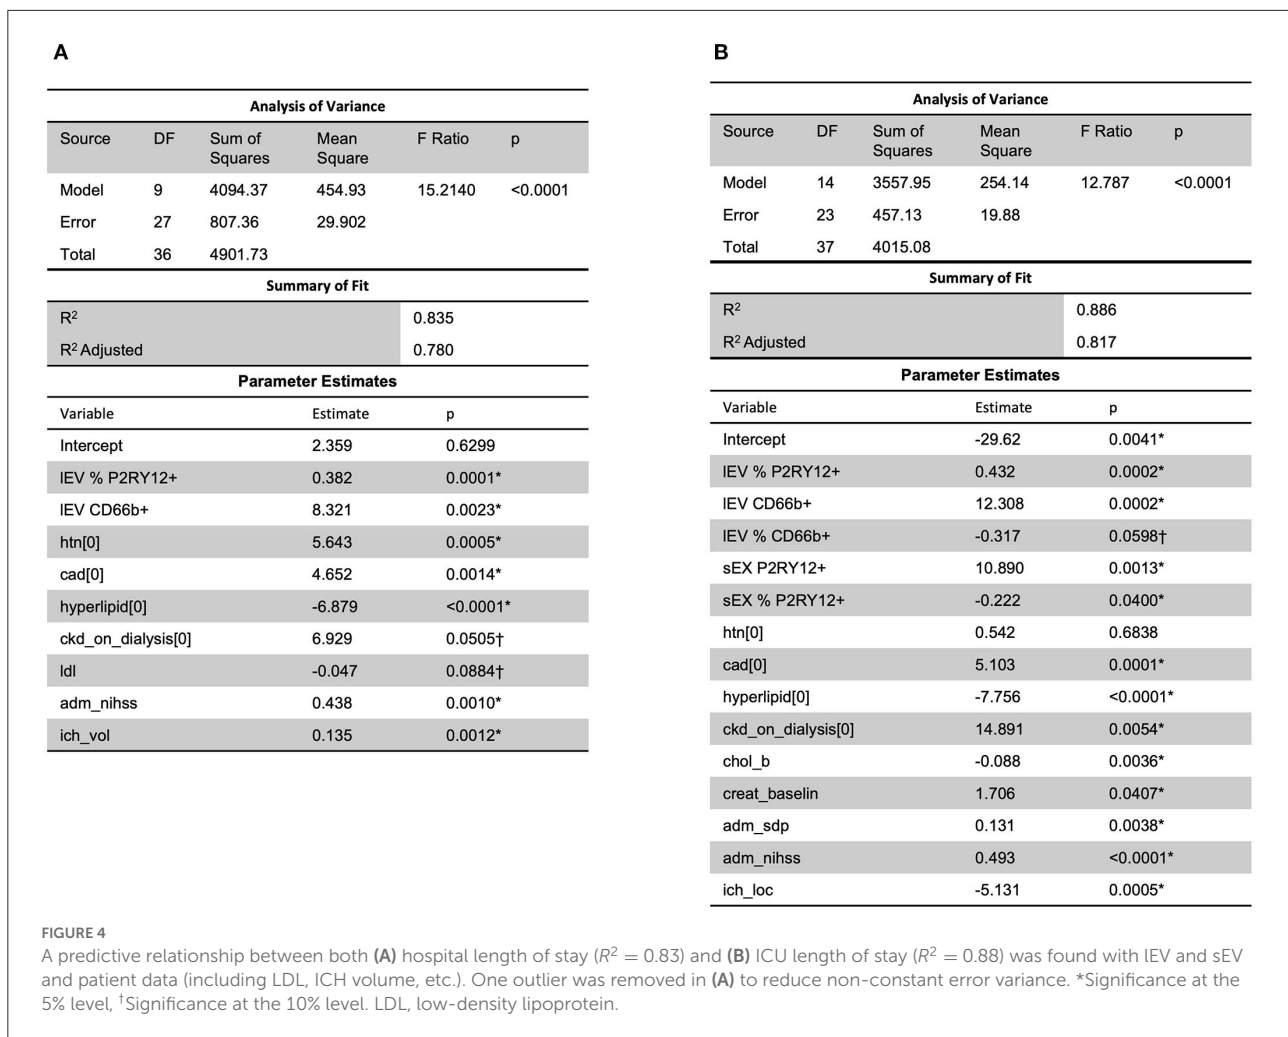 A
Analysis of Variance
Source DF Sum of Squares Mean Square F Ratio p
Model 9 4094.37 454.93 15.2140 <0.0001
Error 27 807.36 29.902
Total 36 4901.73
Summary of Fit
R² 0.835
R² Adjusted 0.780
Parameter Estimates
Variable Estimate p
Intercept 2.359 0.6299
lEV % P2RY12+ 0.382 0.0001*
lEV CD66b+ 8.321 0.0023*
htn[0] 5.643 0.0005*
cad[0] 4.652 0.0014*
hyperlipid[0] -6.879 <0.0001*
ckd_on_dialysis[0] 6.929 0.0505†
ldl -0.047 0.0884†
adm_nihss 0.438 0.0010*
ich_vol 0.135 0.0012*
B
Analysis of Variance
Source DF Sum of Squares Mean Square F Ratio p
Model 14 3557.95 254.14 12.787 <0.0001
Error 23 457.13 19.88
Total 37 4015.08
Summary of Fit
R² 0.886
R² Adjusted 0.817
Parameter Estimates
Variable Estimate p
Intercept -29.62 0.0041*
lEV % P2RY12+ 0.432 0.0002*
lEV CD66b+ 12.308 0.0002*
lEV % CD66b+ -0.317 0.0598†
sEX P2RY12+ 10.890 0.0013*
sEX % P2RY12+ -0.222 0.0400*
htn[0] 0.542 0.6838
cad[0] 5.103 0.0001*
hyperlipid[0] -7.756 <0.0001*
ckd_on_dialysis[0] 14.891 0.0054*
chol_b -0.088 0.0036*
creat_baselin 1.706 0.0407*
adm_sdp 0.131 0.0038*
adm_nihss 0.493 <0.0001*
ich_loc -5.131 0.0005*
FIGURE 4
A predictive relationship between both (A) hospital length of stay (R² = 0.83) and (B) ICU length of stay (R² = 0.88) was found with lEV and sEV
and patient data (including LDL, ICH volume, etc.). One outlier was removed in (A) to reduce non-constant error variance. *Significance at the
5% level, †Significance at the 10% level. LDL, low-density lipoprotein.